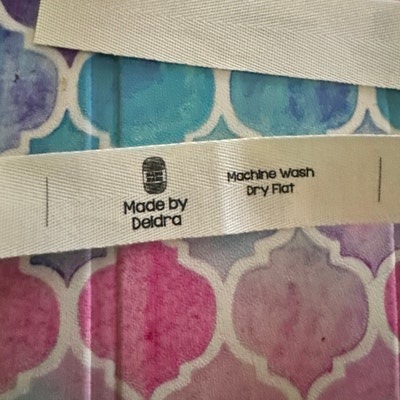 Made by
Deidra
Machine Wash
Dry Flat